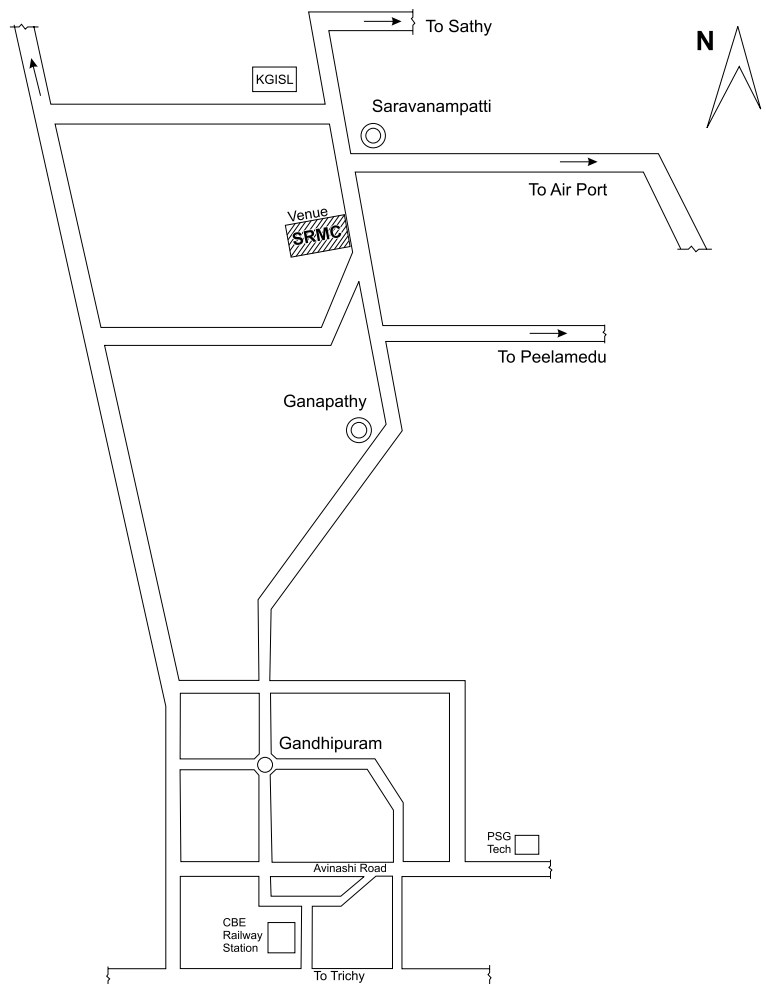 To Sathy
N
KGISL
Saravanampatti
To Air Port
Venue
SRMC
To Peelamedu
Ganapathy
Gandhipuram
PSG
Tech
Avinashi Road
CBE
Railway
Station
To Trichy